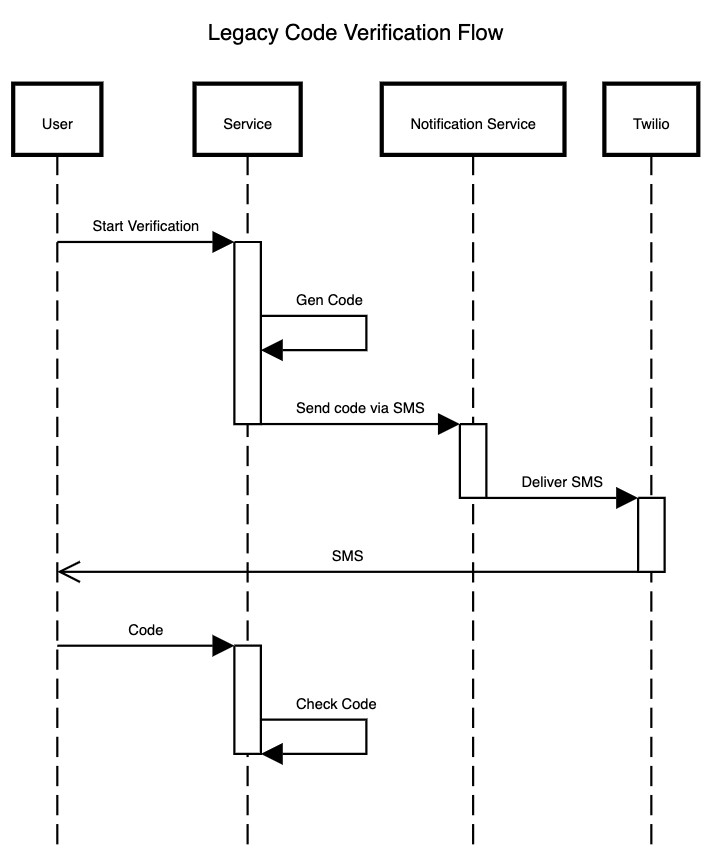 Legacy Code Verification Flow
User
Service
Notification Service
Twilio
Start Verification
Gen Code
Send code via SMS
Deliver SMS
SMS
Code
Check Code